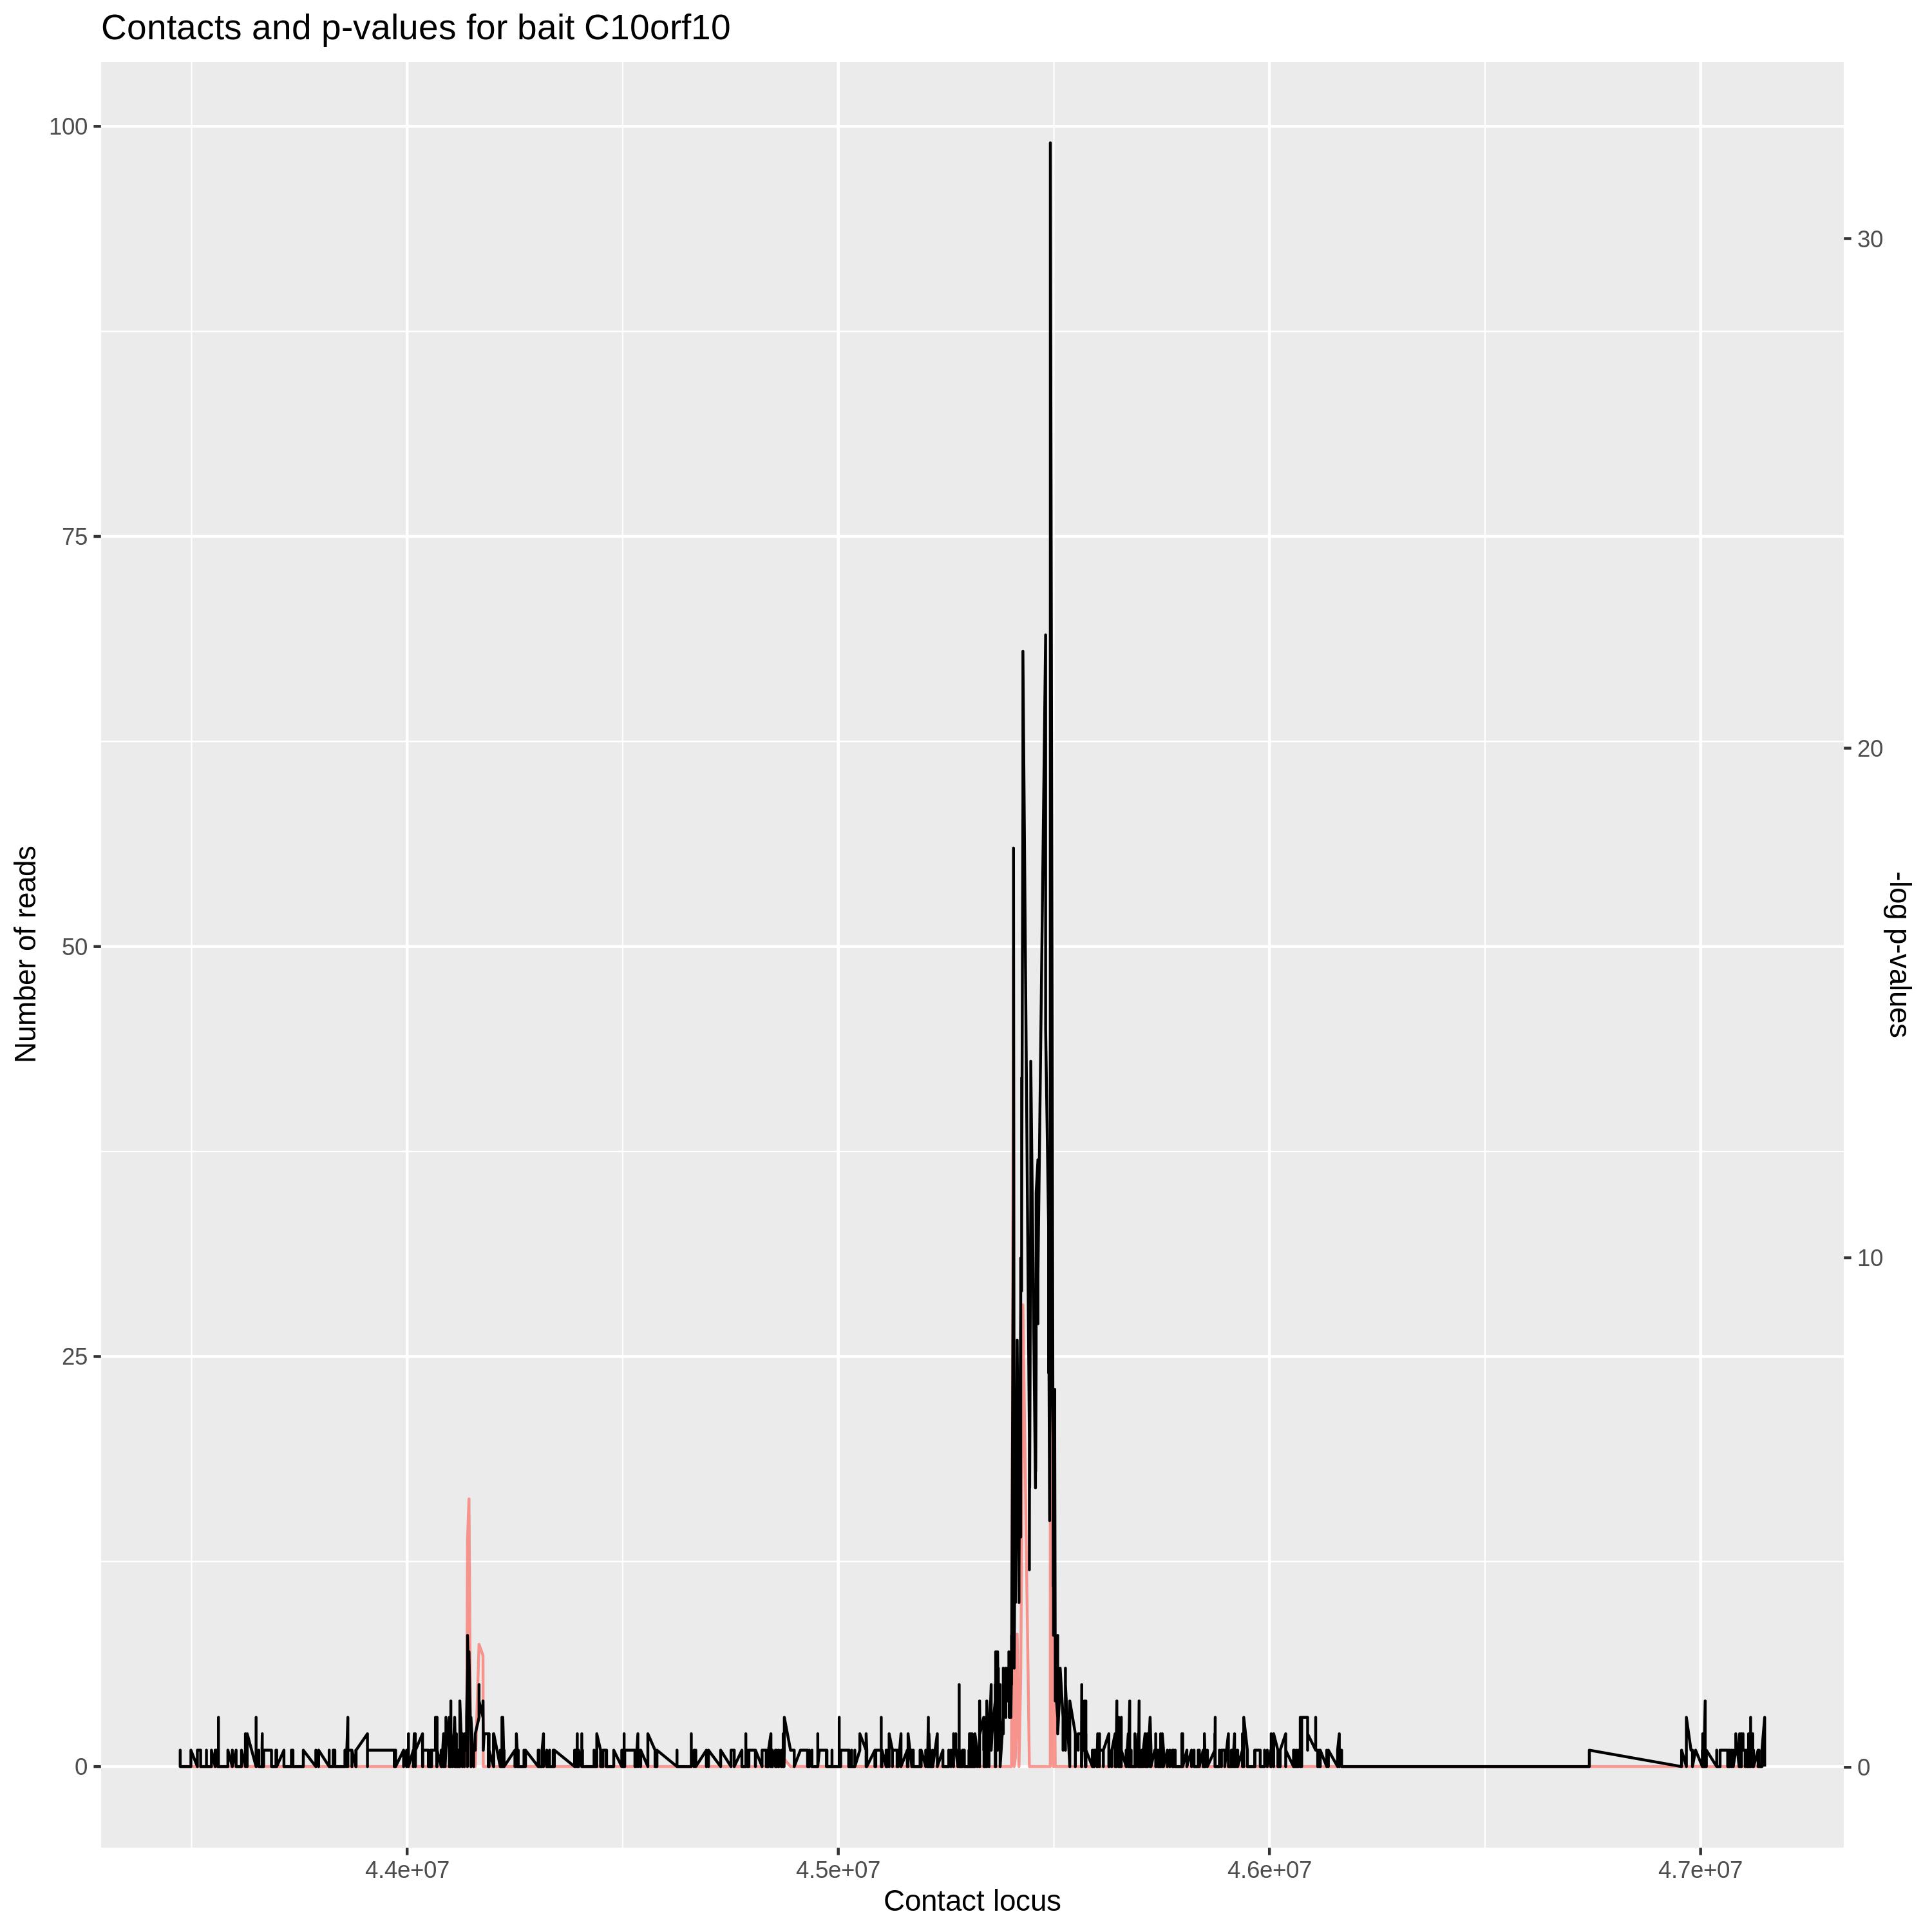 Contacts and p-values for bait C10orf10
100
75
50
25
0
Number of reads
30
20
10
0
-log p-values
4.4e+07
4.5e+07
4.6e+07
4.7e+07
Contact locus